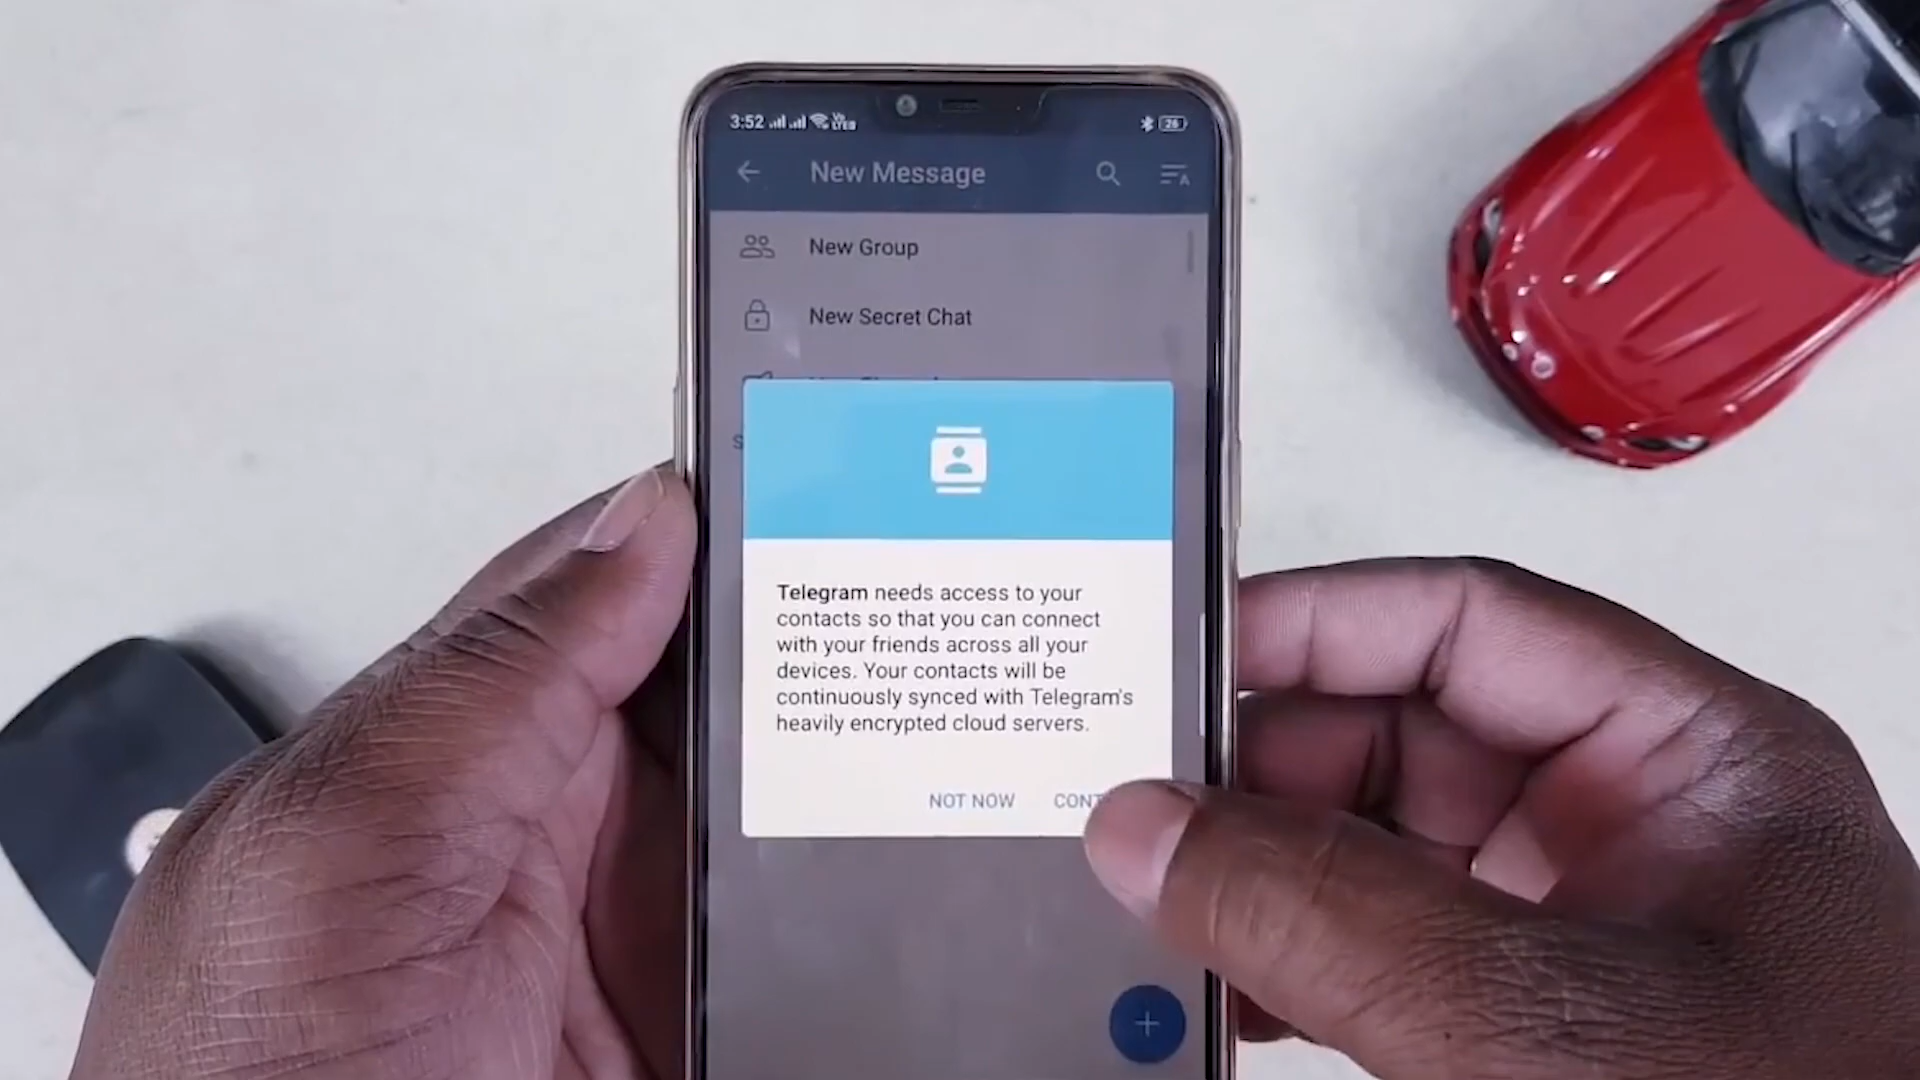 3:52
26
New Message
New Group
New Secret Chat
Telegram needs access to your
contacts so that you can connect
with your friends across all your
devices. Your contacts will be
continuously synced with Telegram's
heavily encrypted cloud servers.
NOT NOW CONT